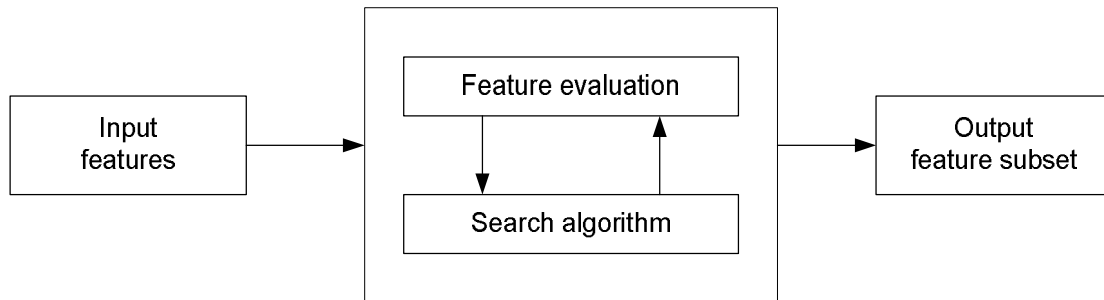 Input
features
Feature evaluation
Search algorithm
Output
feature subset